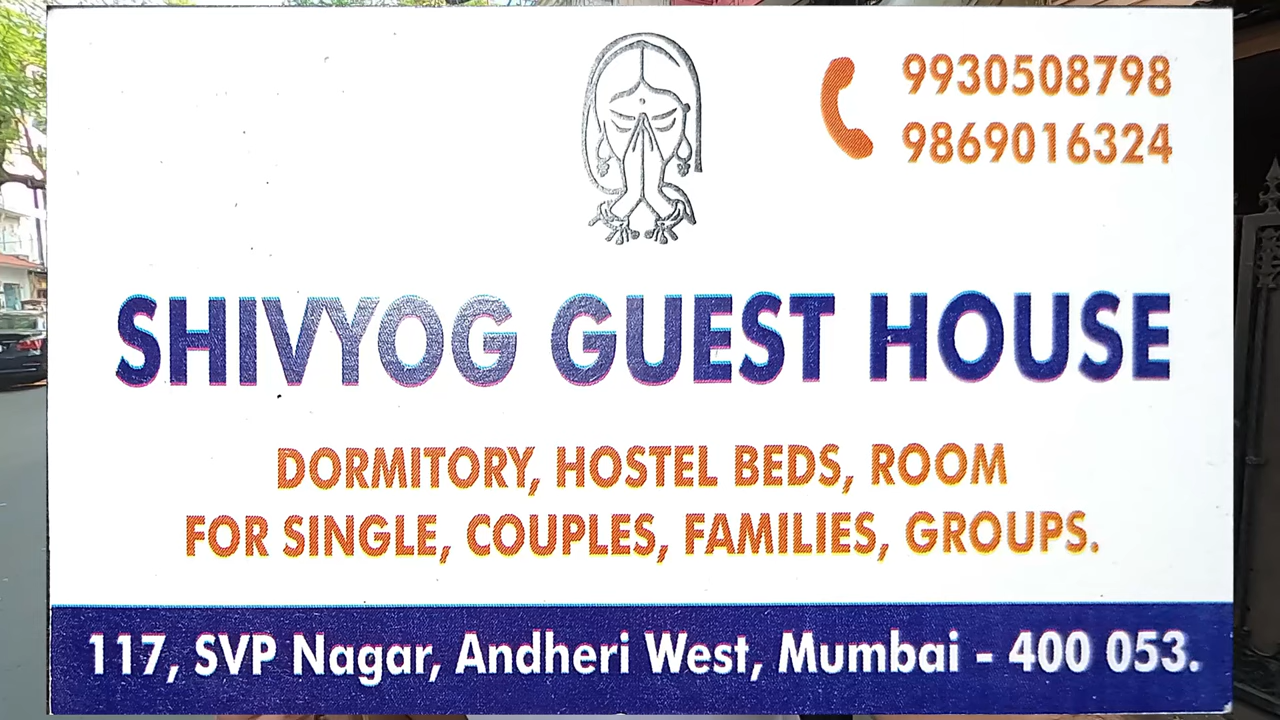 9930508798
9869016324
SHIVYOG GUEST HOUSE
DORMITORY, HOSTEL BEDS, ROOM
FOR SINGLE, COUPLES, FAMILIES, GROUPS.
117, SVP Nagar, Andheri West, Mumbai - 400 053.